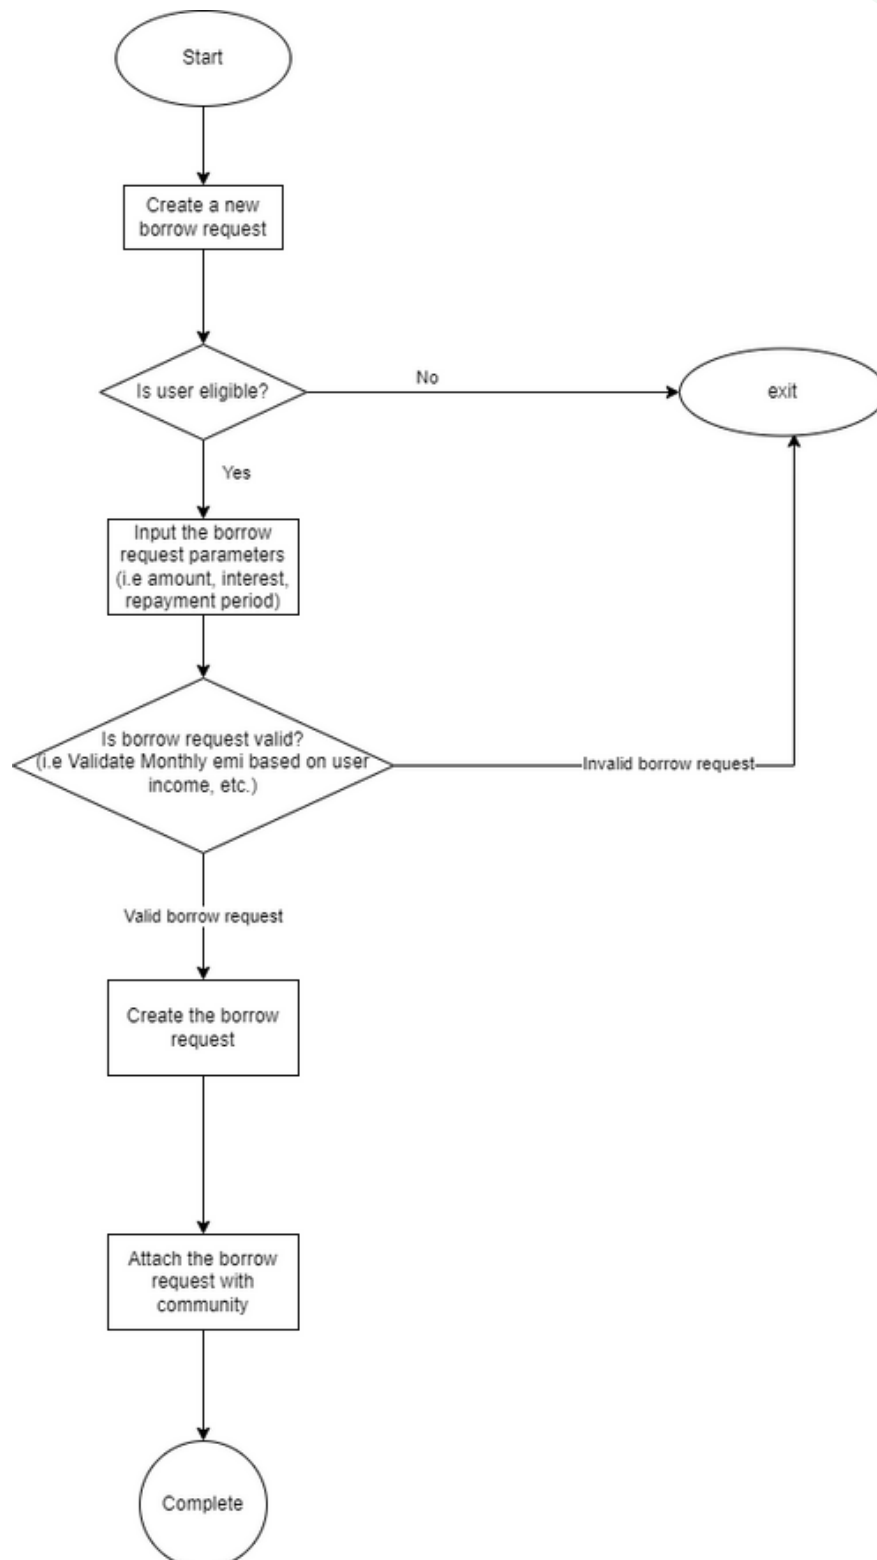 Start
Create a new
borrow request
Is user eligible?
No
exit
Yes
Input the borrow
request parameters
(i.e amount, interest,
repayment period)
Is borrow request valid?
(i.e Validate Monthly emi based on user
income, etc.)
Invalid borrow request
Valid borrow request
Create the borrow
request
Attach the borrow
request with
community
Complete